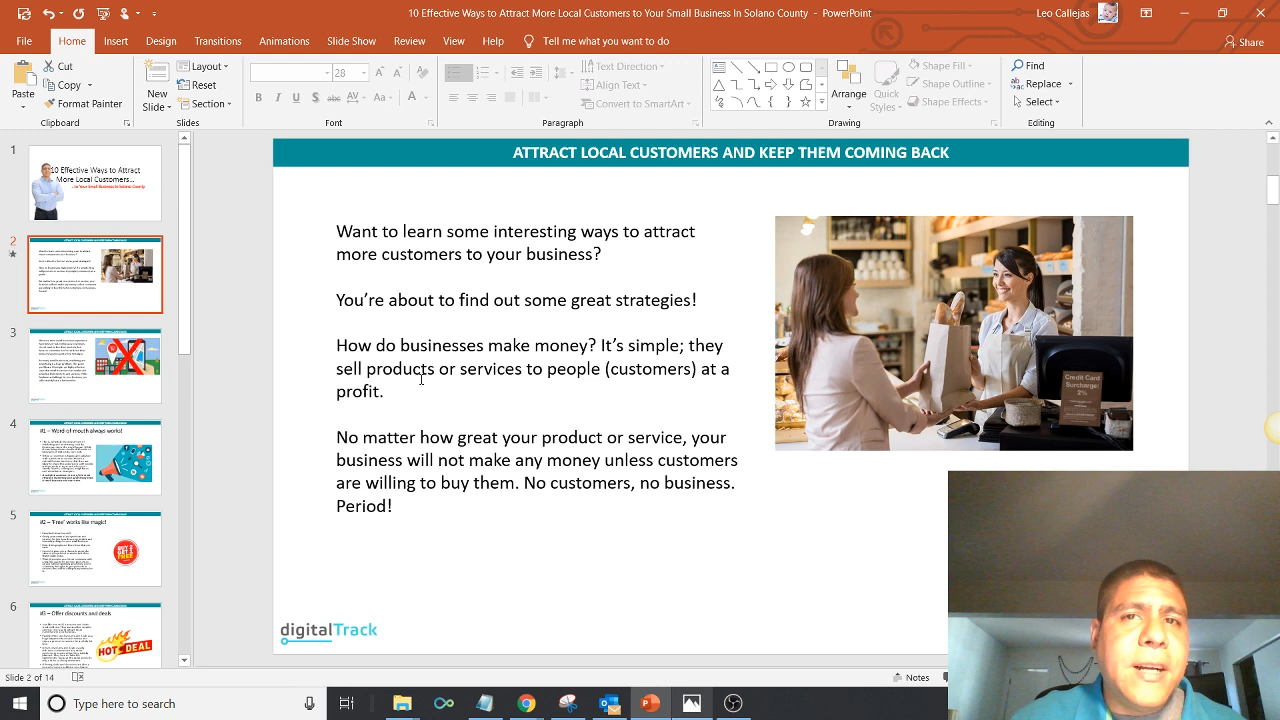 10 Effective Ways to Attract More Local Customers to Your Small Business In Solano County - PowerPoint
Leo Callejas
File Home Insert Design Transitions Animations Slide Show Review View Help Tell me what you want to do
Share
Paste
Cut
Copy
Format Painter
Clipboard
New Slide
Layout
Reset
Section
Slides
28
B I U S abc AV Aa A
Font
Text Direction
Align Text
Convert to SmartArt
Paragraph
Arrange
Quick Styles
Shape Fill
Shape Outline
Shape Effects
Drawing
Find
Replace
Select
Editing
1
10 Effective Ways to Attract
More Local Customers...
3
4
#1 – Word-of-mouth always works!
5
#2 – 'Free' works like magic!
6
#3 – Offer discounts and deals
HOT DEAL
ATTRACT LOCAL CUSTOMERS AND KEEP THEM COMING BACK
Want to learn some interesting ways to attract
more customers to your business?
You’re about to find out some great strategies!
How do businesses make money? It’s simple; they
sell products or services to people (customers) at a
profit.
No matter how great your product or service, your
business will not make any money unless customers
are willing to buy them. No customers, no business.
Period!
Credit Card
Surcharge:
2%
digitalTrack
Slide 2 of 14
Notes
Type here to search